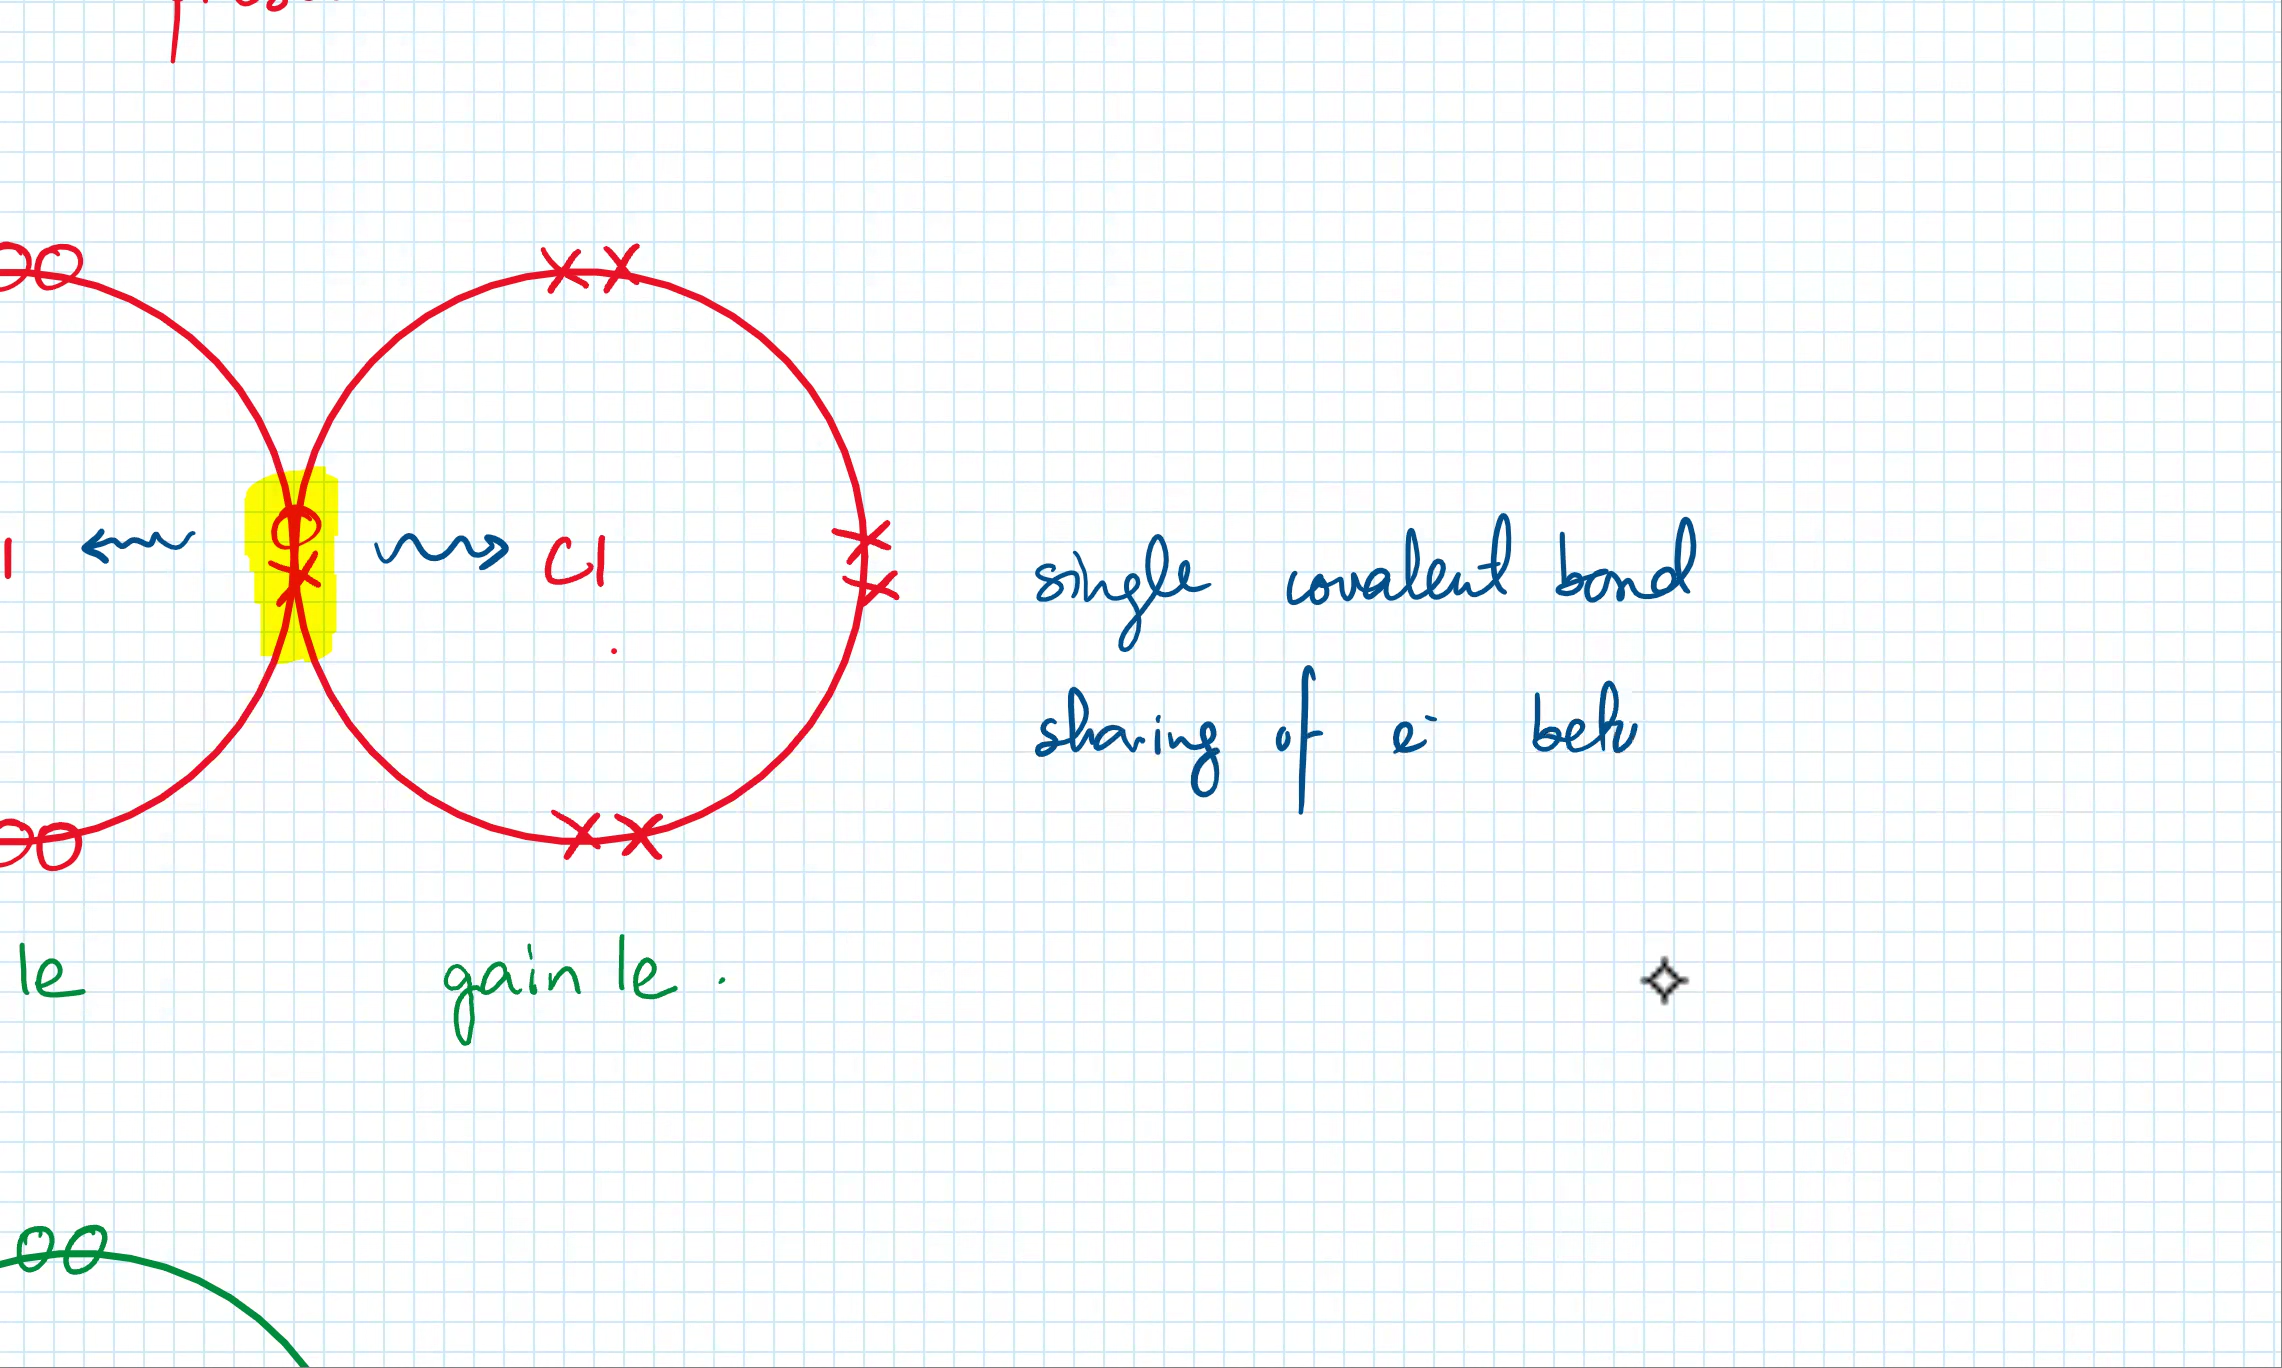 l Cl
single covalent bond
sharing of e⁻ betw
le gain le .